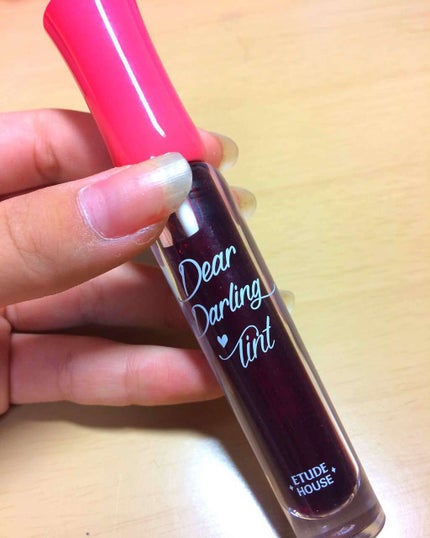 Dear
Darling
Tint
ETUDE
HOUSE